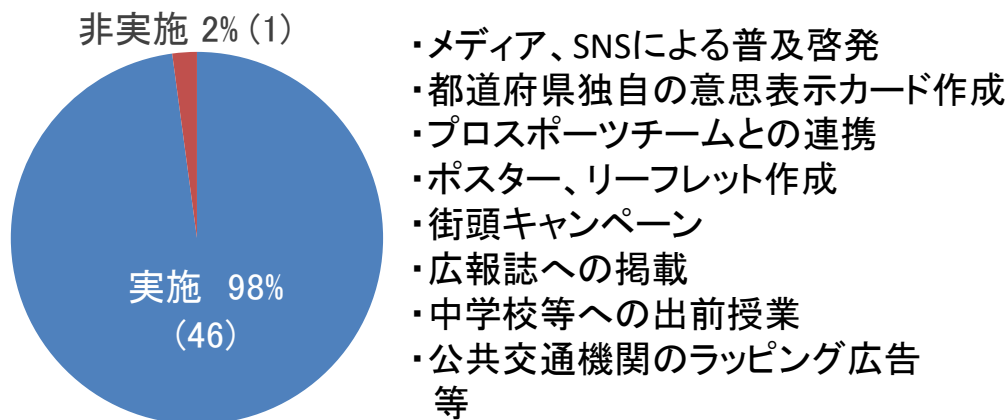 非実施 2%(1)
実施 98%
(46)
・メディア、SNSによる普及啓発
・都道府県独自の意思表示カード作成
・プロスポーツチームとの連携
・ポスター、リーフレット作成
・街頭キャンペーン
・広報誌への掲載
・中学校等への出前授業
・公共交通機関のラッピング広告
等